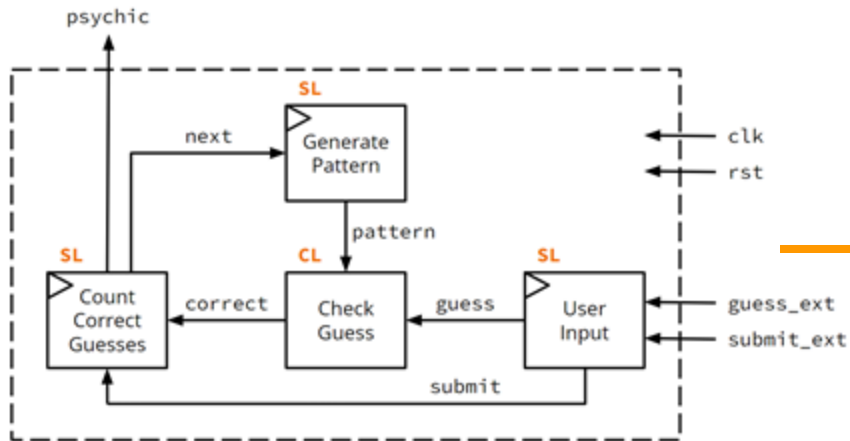 psychic
SL
next
Generate
Pattern
clk
rst
pattern
SL
CL
SL
Count
Correct
Guesses
correct
Check
Guess
guess
User
Input
guess_ext
submit_ext
submit